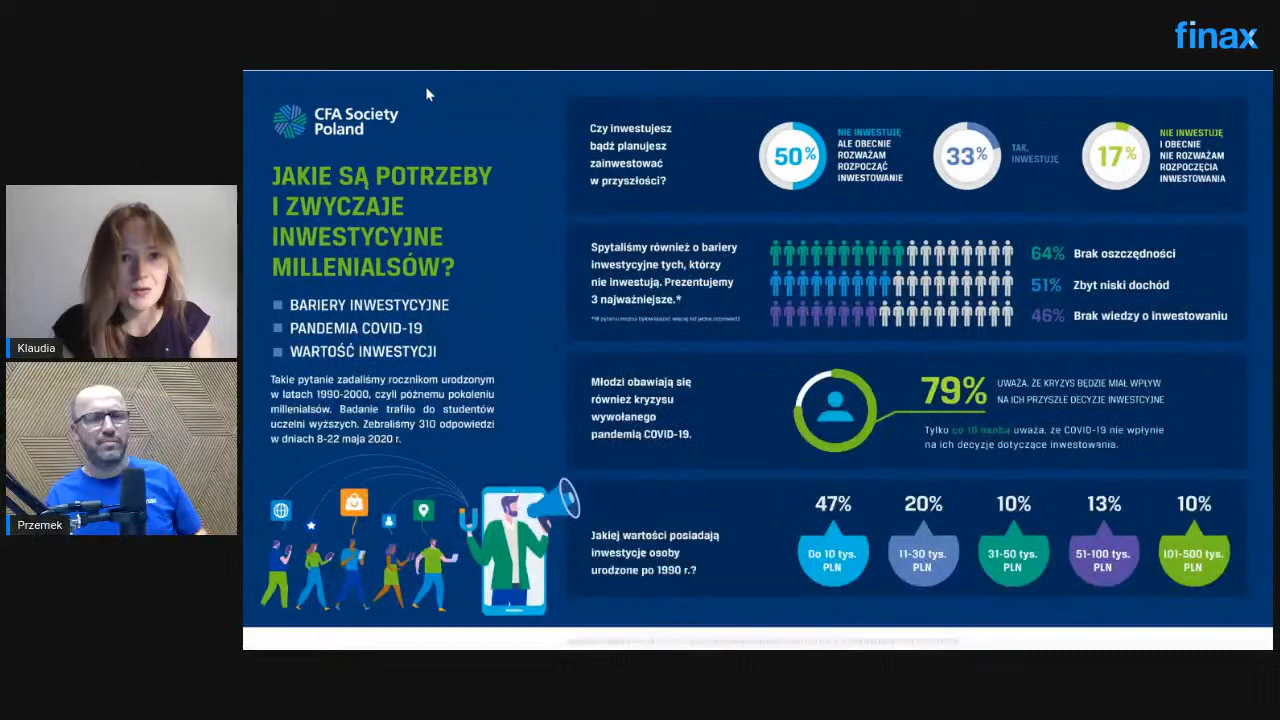 finax
CFA Society
Poland
JAKIE SĄ POTRZEBY
I ZWYCZAJE
INWESTYCYJNE
MILLENIALSÓW?
BARIERY INWESTYCYJNE
PANDEMIA COVID-19
WARTOŚĆ INWESTYCJI
Takie pytanie zadaliśmy rocznikom urodzonym
w latach 1990-2000, czyli późnemu pokoleniu
millenialsów. Badanie trafiło do studentów
uczelni wyższych. Zebraliśmy 310 odpowiedzi
w dniach 8-22 maja 2020 r.
Czy inwestujesz
bądź planujesz
zainwestować
w przyszłości?
50%
NIE INWESTUJĘ
ALE OBECNIE
ROZWAŻAM
ROZPOCZĄĆ
INWESTOWANIE
33%
TAK,
INWESTUJĘ
17%
NIE INWESTUJĘ
I OBECNIE
NIE ROZWAŻAM
ROZPOCZĘCIA
INWESTOWANIA
Spytaliśmy również o bariery
inwestycyjne tych, którzy
nie inwestują. Prezentujemy
3 najważniejsze.*
64% Brak oszczędności
51% Zbyt niski dochód
46% Brak wiedzy o inwestowaniu
Młodzi obawiają się
również kryzysu
wywołanego
pandemią COVID-19.
79%
UWAŻA, ŻE KRYZYS BĘDZIE MIAŁ WPŁYW
NA ICH PRZYSZŁE DECYZJE INWESTCYJNE
Tylko co 10 osoba uważa, że COVID-19 nie wpłynie
na ich decyzje dotyczące inwestowania.
Jakiej wartości posiadają
inwestycje osoby
urodzone po 1990 r.?
47%
Do 10 tys.
PLN
20%
11-30 tys.
PLN
10%
31-50 tys.
PLN
13%
51-100 tys.
PLN
10%
101-500 tys.
PLN
Klaudia
Przemek